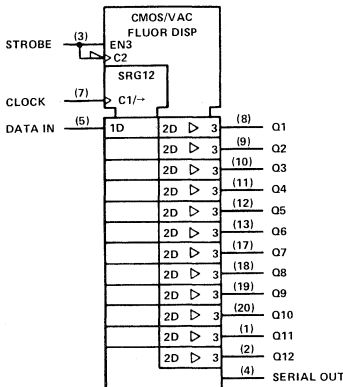 CMOS/VAC
FLUOR DISP
STROBE (3) EN3
C2
SRG12
CLOCK (7) C1/→
DATA IN (5) 1D 2D ▷ 3 (8) Q1
2D ▷ 3 (9) Q2
2D ▷ 3 (10) Q3
2D ▷ 3 (11) Q4
2D ▷ 3 (12) Q5
2D ▷ 3 (13) Q6
2D ▷ 3 (17) Q7
2D ▷ 3 (18) Q8
2D ▷ 3 (19) Q9
2D ▷ 3 (20) Q10
2D ▷ 3 (1) Q11
2D ▷ 3 (2) Q12
(4) SERIAL OUT